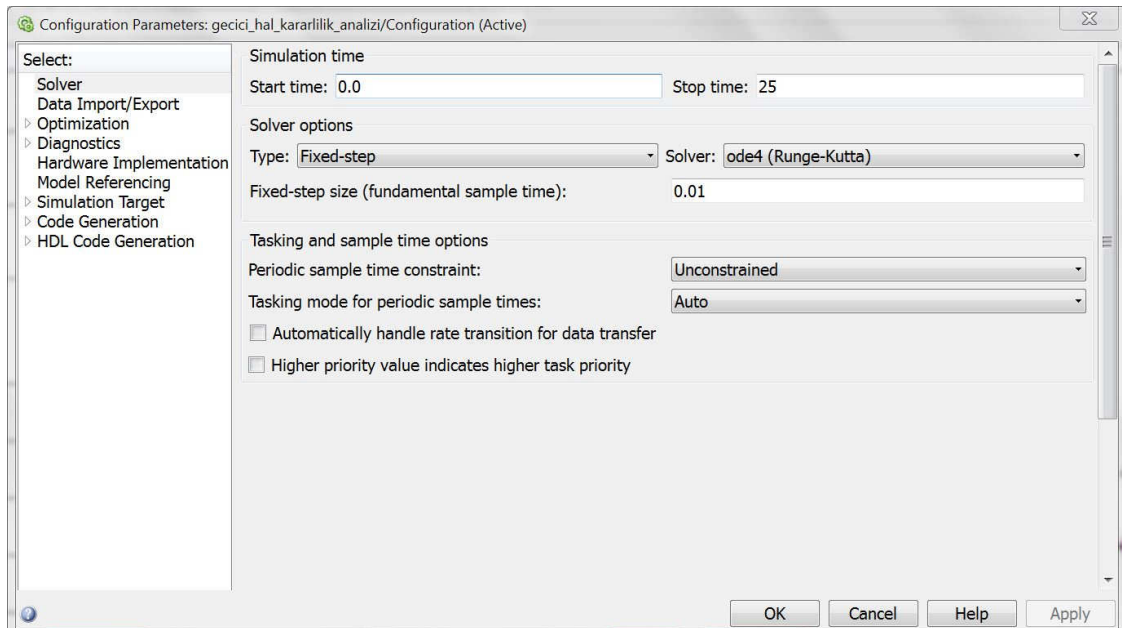 Configuration Parameters: gecici_hal_kararlilik_analizi/Configuration (Active)
Select:
Solver
Data Import/Export
Optimization
Diagnostics
Hardware Implementation
Model Referencing
Simulation Target
Code Generation
HDL Code Generation
Simulation time
Start time: 0.0 Stop time: 25
Solver options
Type: Fixed-step Solver: ode4 (Runge-Kutta)
Fixed-step size (fundamental sample time): 0.01
Tasking and sample time options
Periodic sample time constraint: Unconstrained
Tasking mode for periodic sample times: Auto
Automatically handle rate transition for data transfer
Higher priority value indicates higher task priority
OK Cancel Help Apply